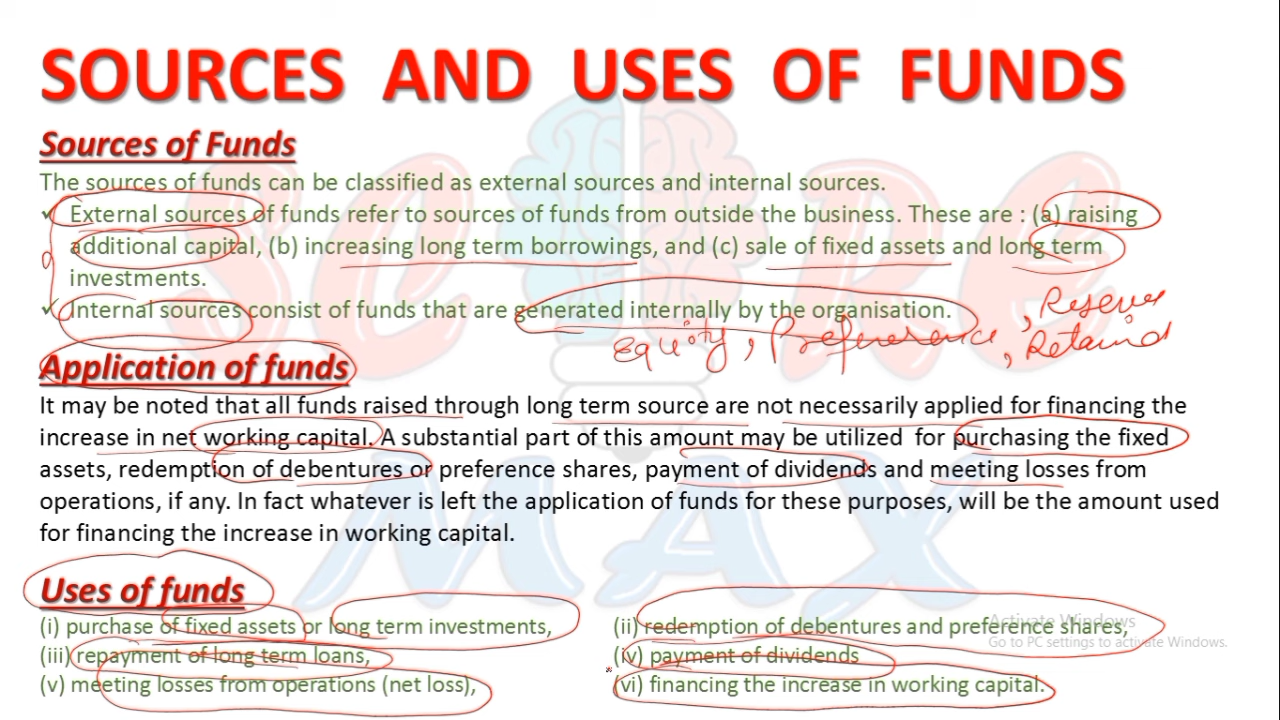 SOURCES AND USES OF FUNDS
Sources of Funds
The sources of funds can be classified as external sources and internal sources.
✓ External sources of funds refer to sources of funds from outside the business. These are : (a) raising
additional capital, (b) increasing long term borrowings, and (c) sale of fixed assets and long term
investments.
✓ Internal sources consist of funds that are generated internally by the organisation.
Equity, Preference, Reserve
, Retained
Application of funds
It may be noted that all funds raised through long term source are not necessarily applied for financing the
increase in net working capital. A substantial part of this amount may be utilized for purchasing the fixed
assets, redemption of debentures or preference shares, payment of dividends and meeting losses from
operations, if any. In fact whatever is left the application of funds for these purposes, will be the amount used
for financing the increase in working capital.
Uses of funds
(i) purchase of fixed assets or long term investments,
(ii) redemption of debentures and preference shares,
(iii) repayment of long term loans,
(iv) payment of dividends
(v) meeting losses from operations (net loss),
(vi) financing the increase in working capital.
Activate Windows
Go to PC settings to activate Windows.
SCORE
MAX